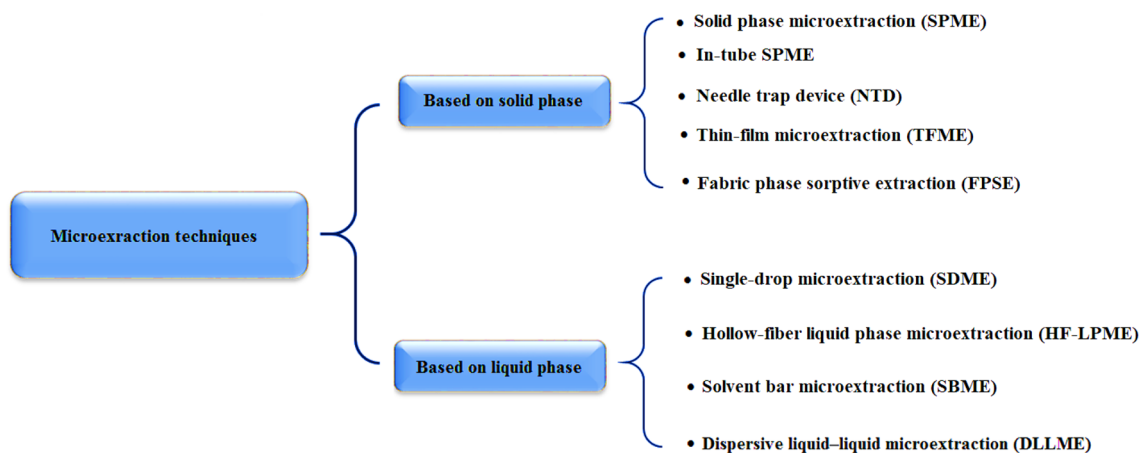 Microexraction techniques
Based on solid phase
• Solid phase microextraction (SPME)
• In-tube SPME
• Needle trap device (NTD)
• Thin-film microextraction (TFME)
• Fabric phase sorptive extraction (FPSE)
Based on liquid phase
• Single-drop microextraction (SDME)
• Hollow-fiber liquid phase microextraction (HF-LPME)
• Solvent bar microextraction (SBME)
• Dispersive liquid–liquid microextraction (DLLME)